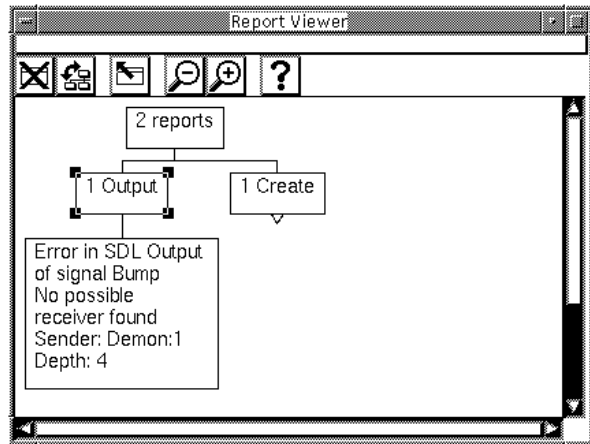 Report Viewer
?
2 reports
1 Output
1 Create
Error in SDL Output
of signal Bump
No possible
receiver found
Sender: Demon:1
Depth: 4